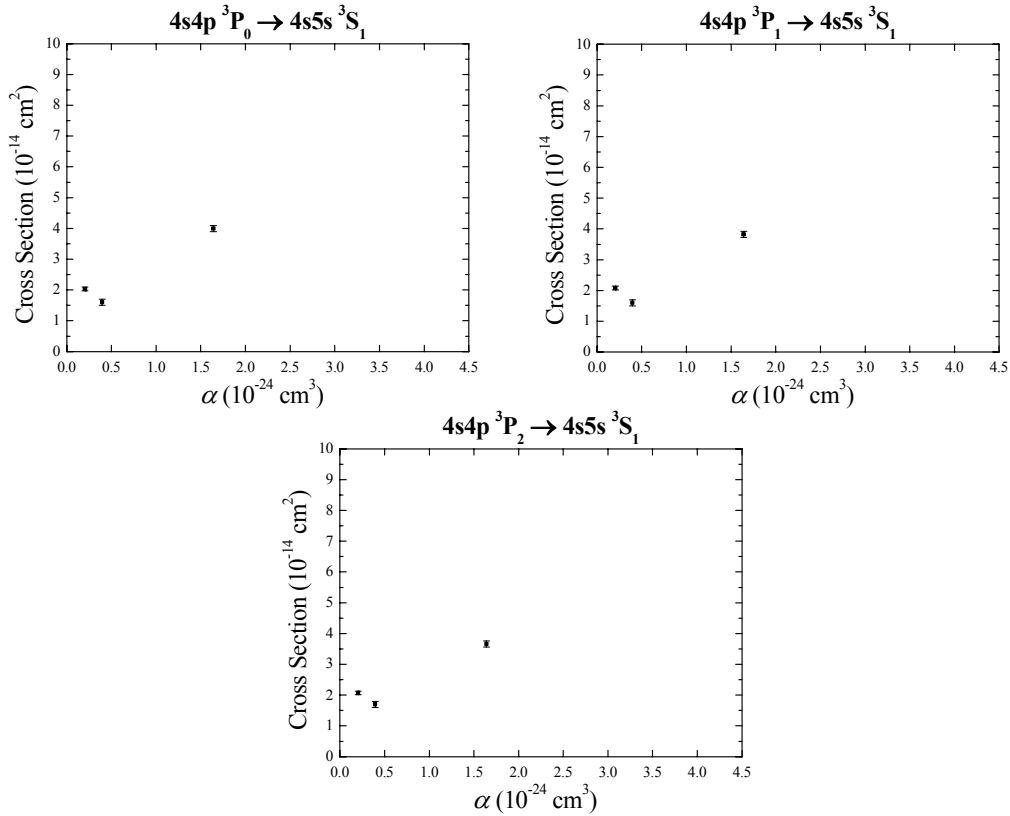 4s4p ³P₀ → 4s5s ³S₁
Cross Section (10⁻¹⁴ cm²)
10
9
8
7
6
5
4
3
2
1
0
0.0 0.5 1.0 1.5 2.0 2.5 3.0 3.5 4.0 4.5
α (10⁻²⁴ cm³)
4s4p ³P₁ → 4s5s ³S₁
Cross Section (10⁻¹⁴ cm²)
10
9
8
7
6
5
4
3
2
1
0
0.0 0.5 1.0 1.5 2.0 2.5 3.0 3.5 4.0 4.5
α (10⁻²⁴ cm³)
4s4p ³P₂ → 4s5s ³S₁
Cross Section (10⁻¹⁴ cm²)
10
9
8
7
6
5
4
3
2
1
0
0.0 0.5 1.0 1.5 2.0 2.5 3.0 3.5 4.0 4.5
α (10⁻²⁴ cm³)